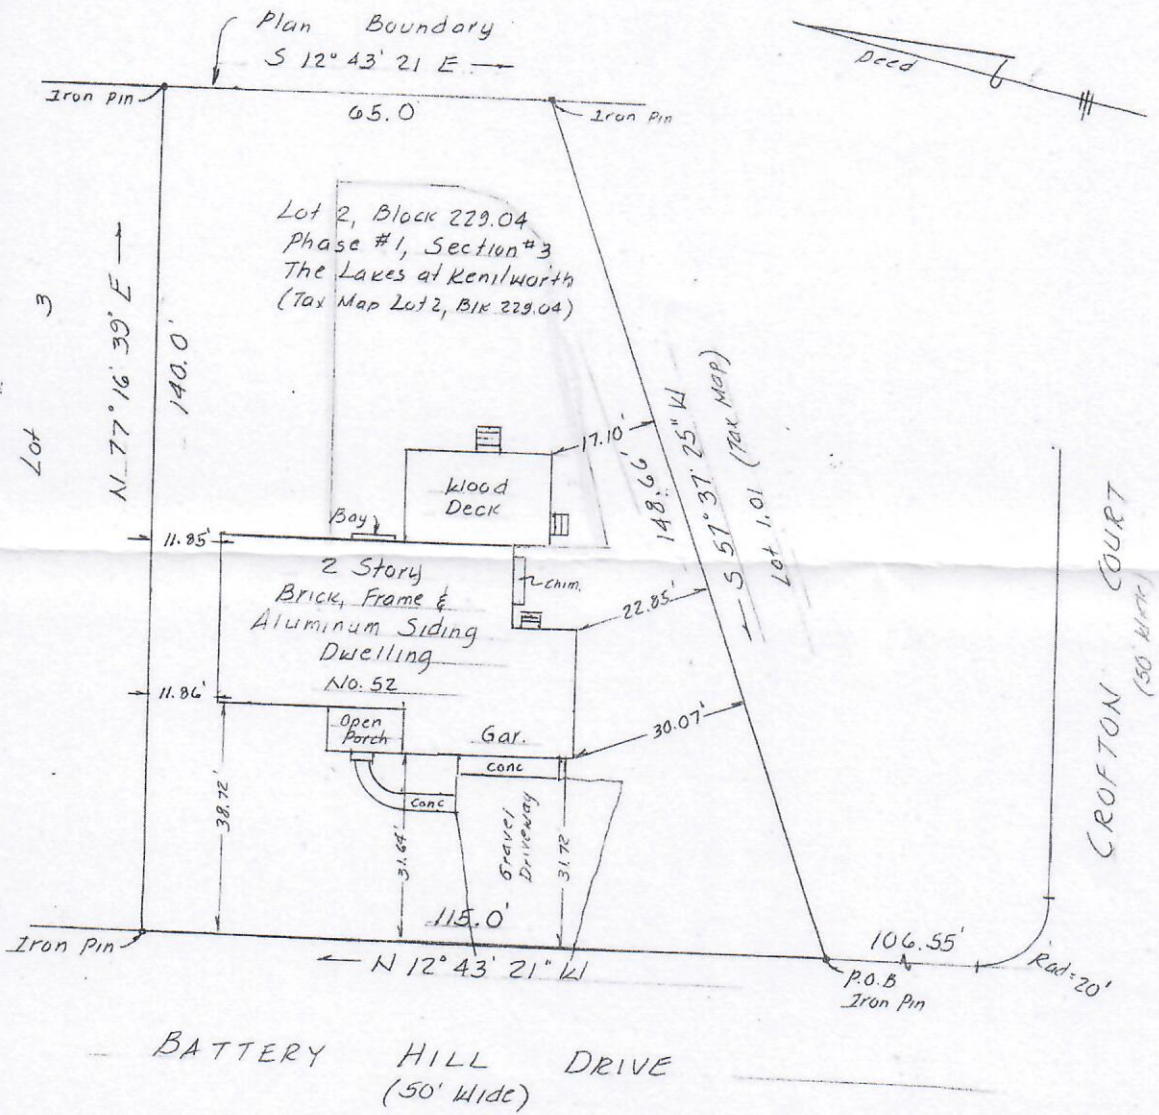 Plan Boundary
S 12° 43' 21 E
Deed
Iron Pin
65.0
Iron Pin
Lot 2, Block 229.04
Phase #1, Section #3
The Lakes at Kenilworth
(Tax Map Lot 2, Blk 229.04)
Lot 3
N 77° 16' 39" E
140.0'
17.10'
148.66'
S 57° 37' 25" W
Lot 1.01 (Tax Map)
Wood
Deck
Bay
11.85'
2 Story
Brick, Frame &
Aluminum Siding
Dwelling
No. 52
Chim.
22.85'
11.86'
Open
Porch
Gar.
30.07'
Conc
Conc
38.72'
31.64'
Gravel
Driveway
31.72
CROFTON COURT
(50' Wide)
115.0'
Iron Pin
N 12° 43' 21" W
106.55'
Rad = 20'
P.O.B
Iron Pin
BATTERY HILL DRIVE
(50' Wide)